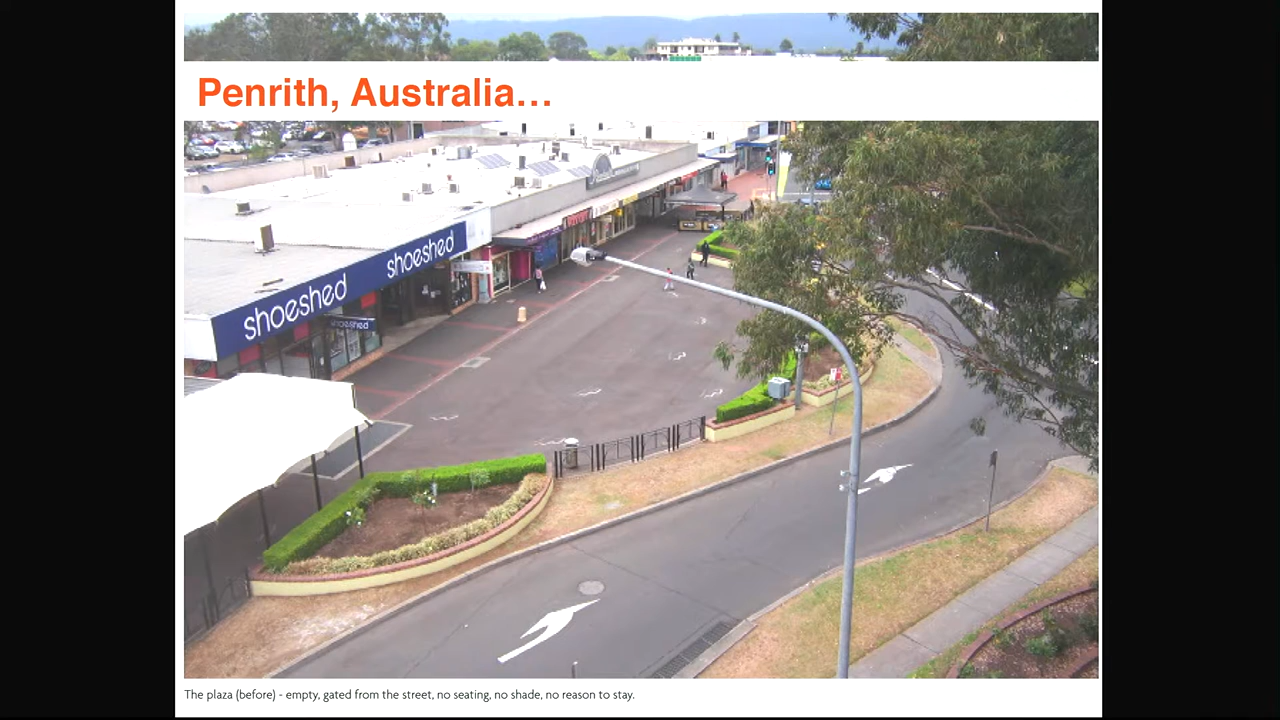 Penrith, Australia…
shoeshed
shoeshed
shoeshed
The plaza (before) - empty, gated from the street, no seating, no shade, no reason to stay.